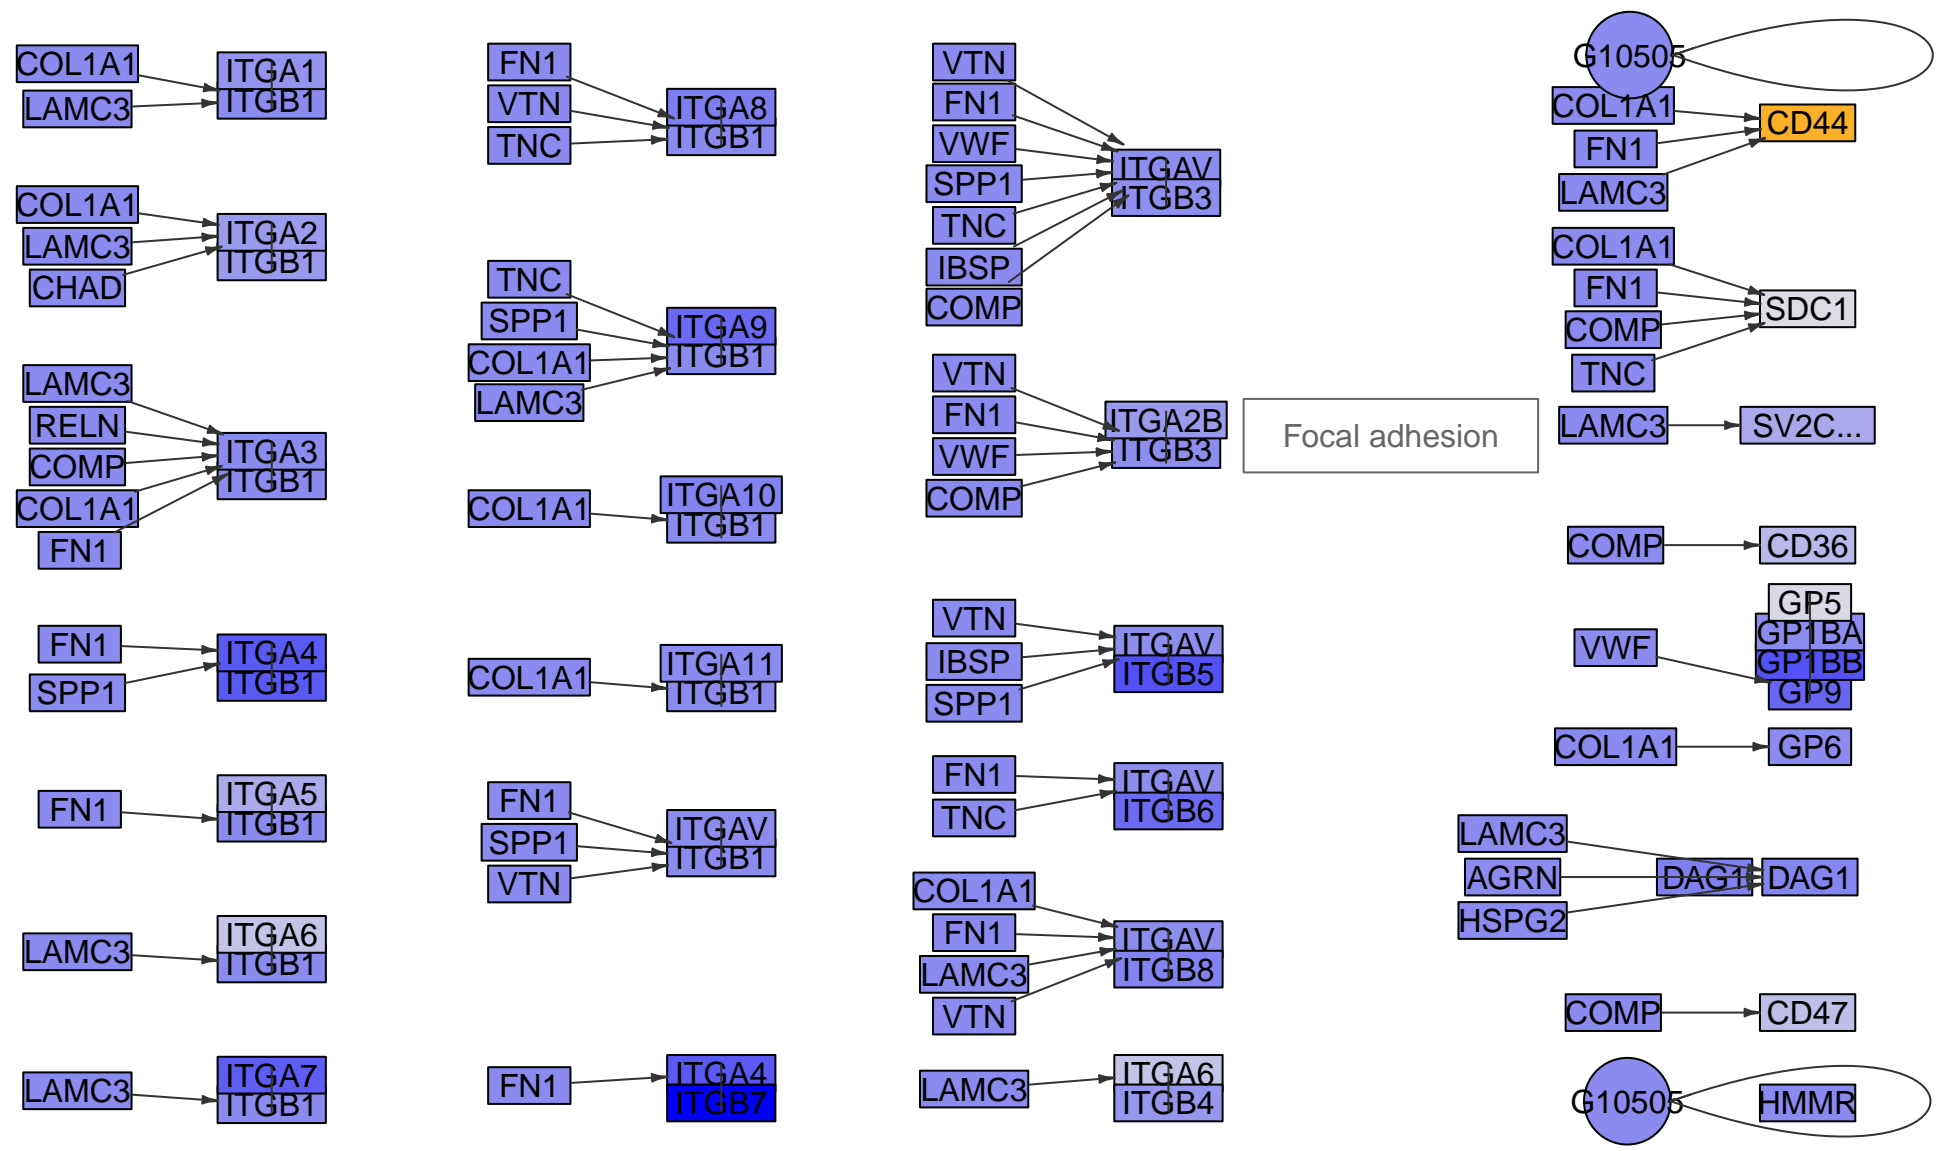 COL1A1
LAMC3
ITGA1
ITGB1
COL1A1
LAMC3
CHAD
ITGA2
ITGB1
LAMC3
RELN
COMP
COL1A1
FN1
ITGA3
ITGB1
FN1
SPP1
ITGA4
ITGB1
FN1
ITGA5
ITGB1
LAMC3
ITGA6
ITGB1
LAMC3
ITGA7
ITGB1
FN1
VTN
TNC
ITGA8
ITGB1
TNC
SPP1
COL1A1
LAMC3
ITGA9
ITGB1
COL1A1
ITGA10
ITGB1
COL1A1
ITGA11
ITGB1
FN1
SPP1
VTN
ITGAV
ITGB1
FN1
ITGA4
ITGB7
VTN
FN1
VWF
SPP1
TNC
IBSP
COMP
ITGAV
ITGB3
VTN
FN1
VWF
COMP
ITGA2B
ITGB3
VTN
IBSP
SPP1
ITGAV
ITGB5
FN1
TNC
ITGAV
ITGB6
COL1A1
FN1
LAMC3
VTN
ITGAV
ITGB8
LAMC3
ITGA6
ITGB4
Focal adhesion
G10505
COL1A1
FN1
LAMC3
CD44
COL1A1
FN1
COMP
TNC
SDC1
LAMC3
SV2C...
COMP
CD36
VWF
GP5
GP1BA
GP1BB
GP9
COL1A1
GP6
LAMC3
AGRN
HSPG2
DAG1
DAG1
COMP
CD47
G10505
HMMR